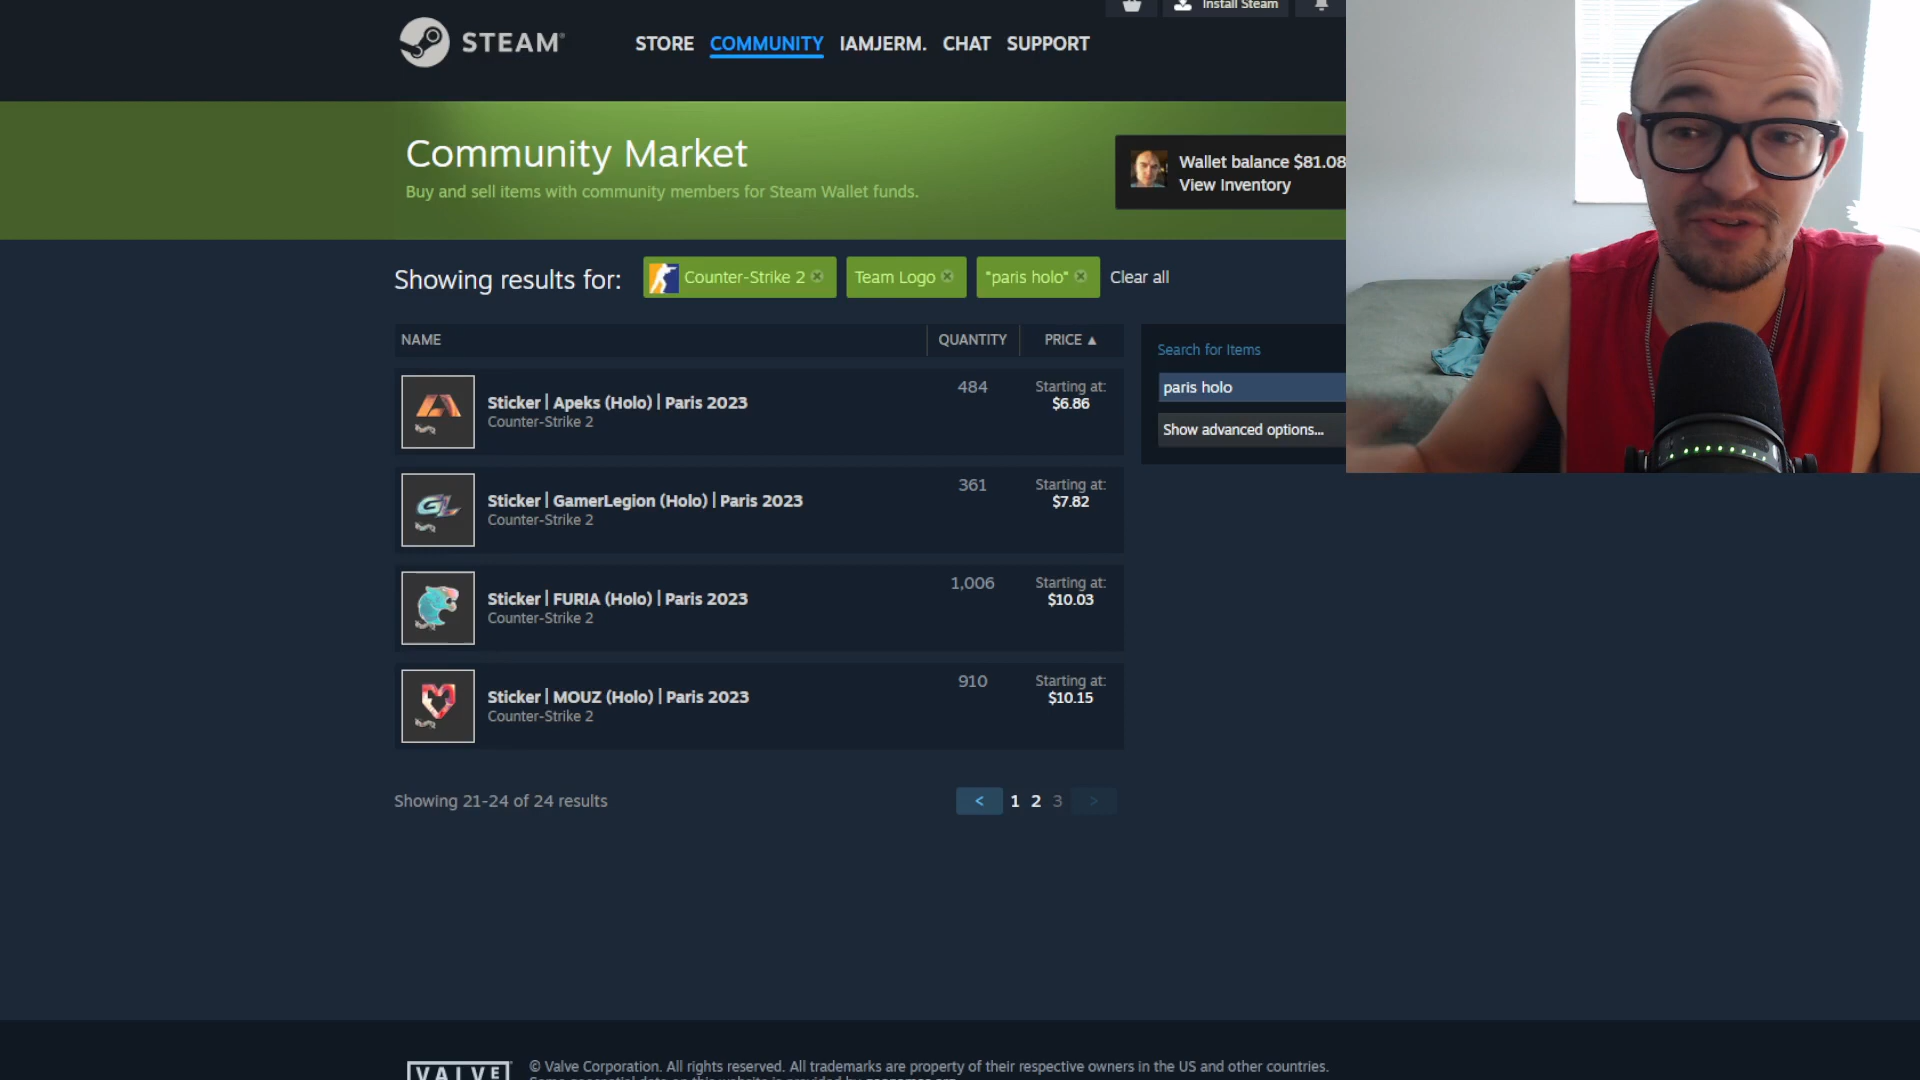 Install Steam
STEAM®
STORE COMMUNITY IAMJERM. CHAT SUPPORT
Community Market
Buy and sell items with community members for Steam Wallet funds.
Wallet balance $81.08
View Inventory
Showing results for:
Counter-Strike 2
Team Logo
"paris holo"
Clear all
NAME QUANTITY PRICE ▲
Sticker | Apeks (Holo) | Paris 2023
Counter-Strike 2
484
Starting at:
$6.86
Sticker | GamerLegion (Holo) | Paris 2023
Counter-Strike 2
361
Starting at:
$7.82
Sticker | FURIA (Holo) | Paris 2023
Counter-Strike 2
1,006
Starting at:
$10.03
Sticker | MOUZ (Holo) | Paris 2023
Counter-Strike 2
910
Starting at:
$10.15
Search for Items
paris holo
Show advanced options...
Showing 21-24 of 24 results
< 1 2 3 >
VALVE
© Valve Corporation. All rights reserved. All trademarks are property of their respective owners in the US and other countries.